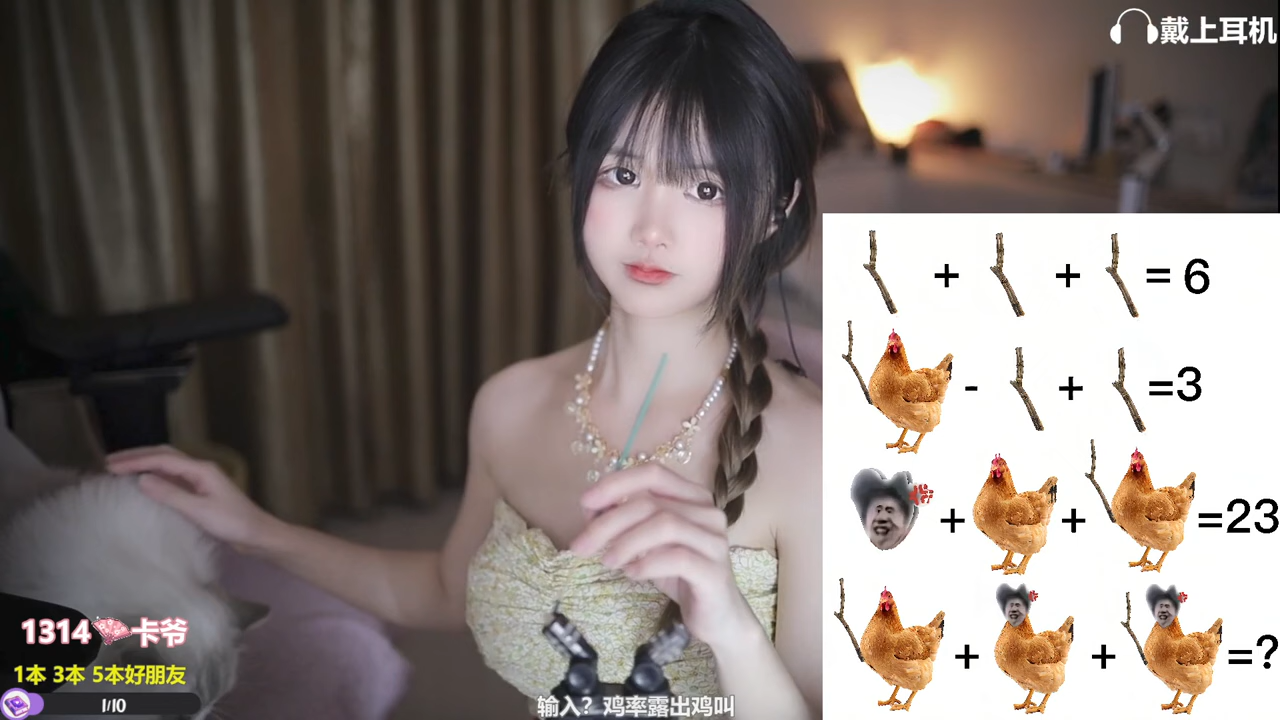 戴上耳机
+ + = 6
- + =3
+ + =23
+ + =?
1314 卡爷
1本 3本 5本好朋友
1/10
输入？鸡率露出鸡叫